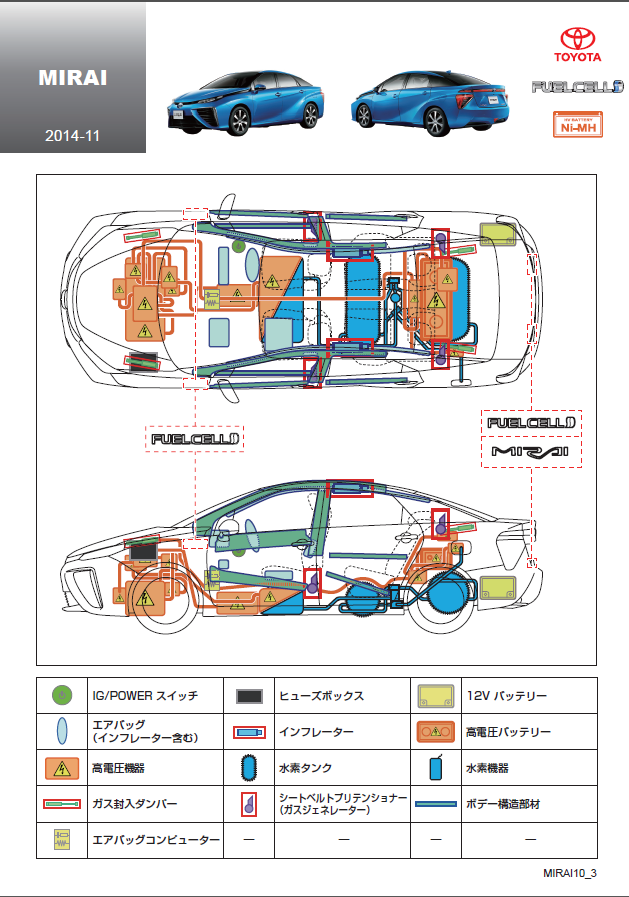 MIRAI
2014-11
TOYOTA
FUELCELL
HV BATTERY
Ni-MH
FUELCELL
FUELCELL
MIRAI
IG/POWER スイッチ
ヒューズボックス
12V バッテリー
エアバッグ
（インフレーター含む）
インフレーター
高電圧バッテリー
高電圧機器
水素タンク
水素機器
ガス封入ダンパー
シートベルトプリテンショナー
（ガスジェネレーター）
ボデー構造部材
エアバッグコンピューター
—
—
—
—
MIRAI10_3